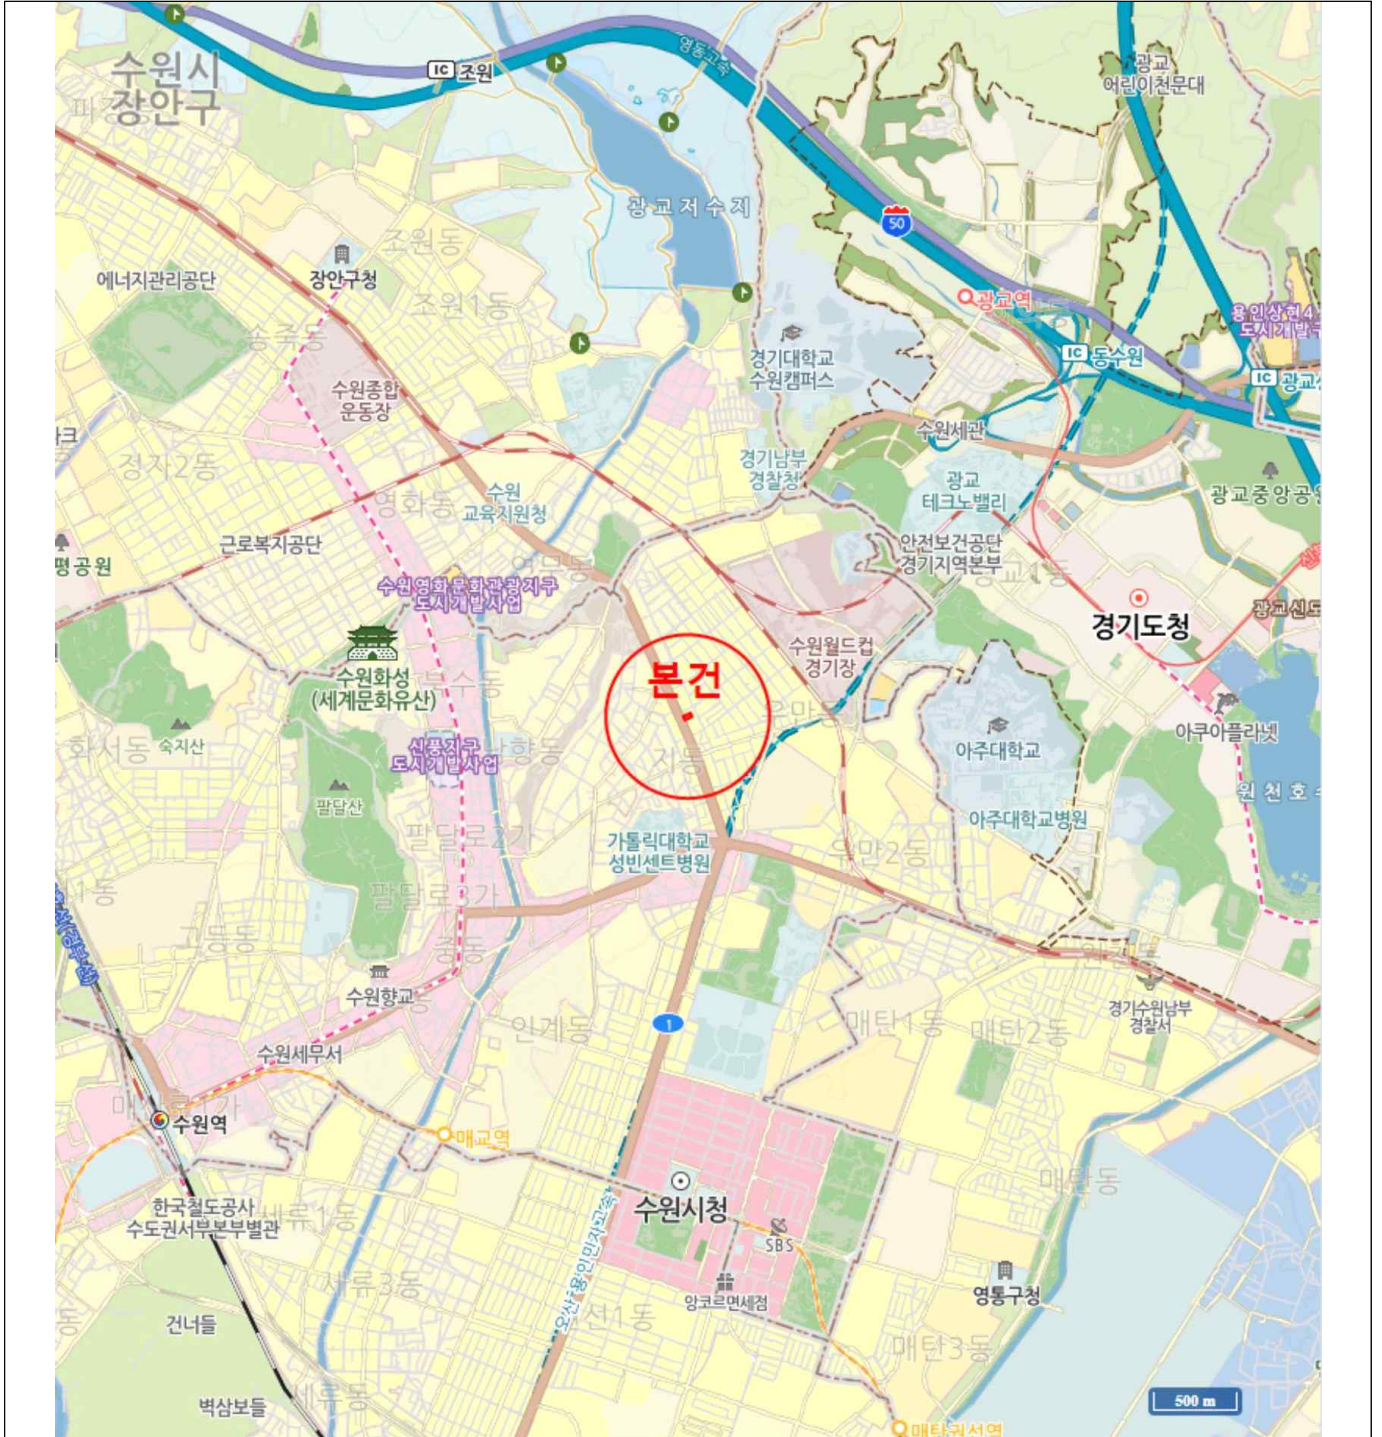 수원시
장안구
IC 조원
영동고속
광교
어린이천문대
광교저수지
50
조원동
장안구청
에너지관리공단
조원1동
광교역
송죽동
용인상현4
경기대학교
수원캠퍼스
IC 동수원
IC
수원종합
운동장
수원세관
정자2동
경기남부
경찰청
광교
테크노밸리
광교중앙공원
영화동
수원
교육지원청
근로복지공단
안전보건공단
경기지역본부
광교1동
평공원
수원영화문화관광지구
도시개발사업
경기도청
수원화성
(세계문화유산)
수원월드컵
경기장
본건
화서동
숙지산
신풍지구
도시개발사업
지동
아주대학교
아쿠아플라넷
원천호수
팔달산
팔달로2가
가톨릭대학교
성빈센트병원
아주대학교병원
우만2동
팔달로3가
고등동
중동
수원향교
인계동
1
매탄1동
매탄2동
경기수원남부
경찰서
수원세무서
수원역
매교역
매탄동
한국철도공사
수도권서부본부별관
세류1동
수원시청
SBS
오산용인민자고속
세류3동
앙코르면세점
영통구청
건너들
선1동
매탄3동
벽삼보들
세류동
500 m
매탄권선역